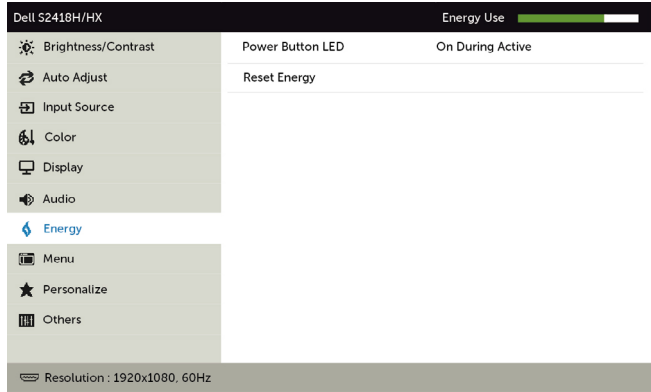 Dell S2418H/HX
Energy Use
Brightness/Contrast
Power Button LED
On During Active
Auto Adjust
Reset Energy
Input Source
Color
Display
Audio
Energy
Menu
Personalize
Others
Resolution : 1920x1080, 60Hz